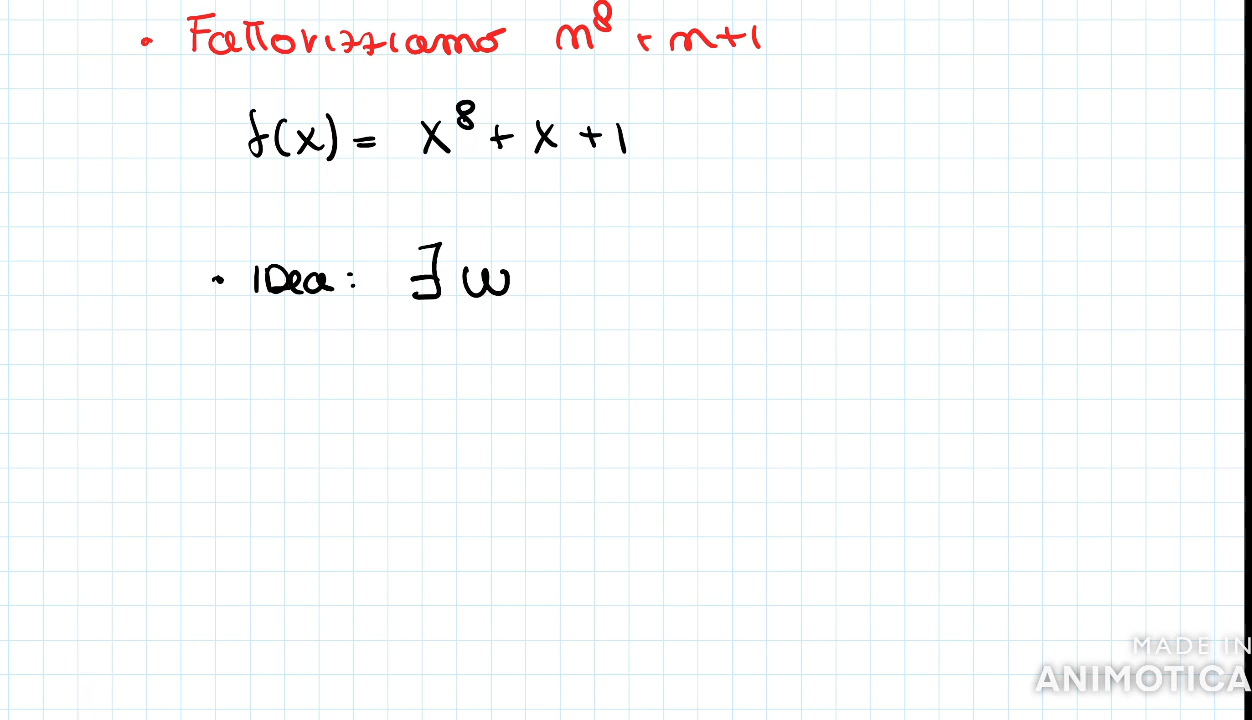 • Fattorizziamo n⁸ + n + 1
f(x) = x⁸ + x + 1
• IDea: ∃ ω
MADE IN
ANIMOTICA